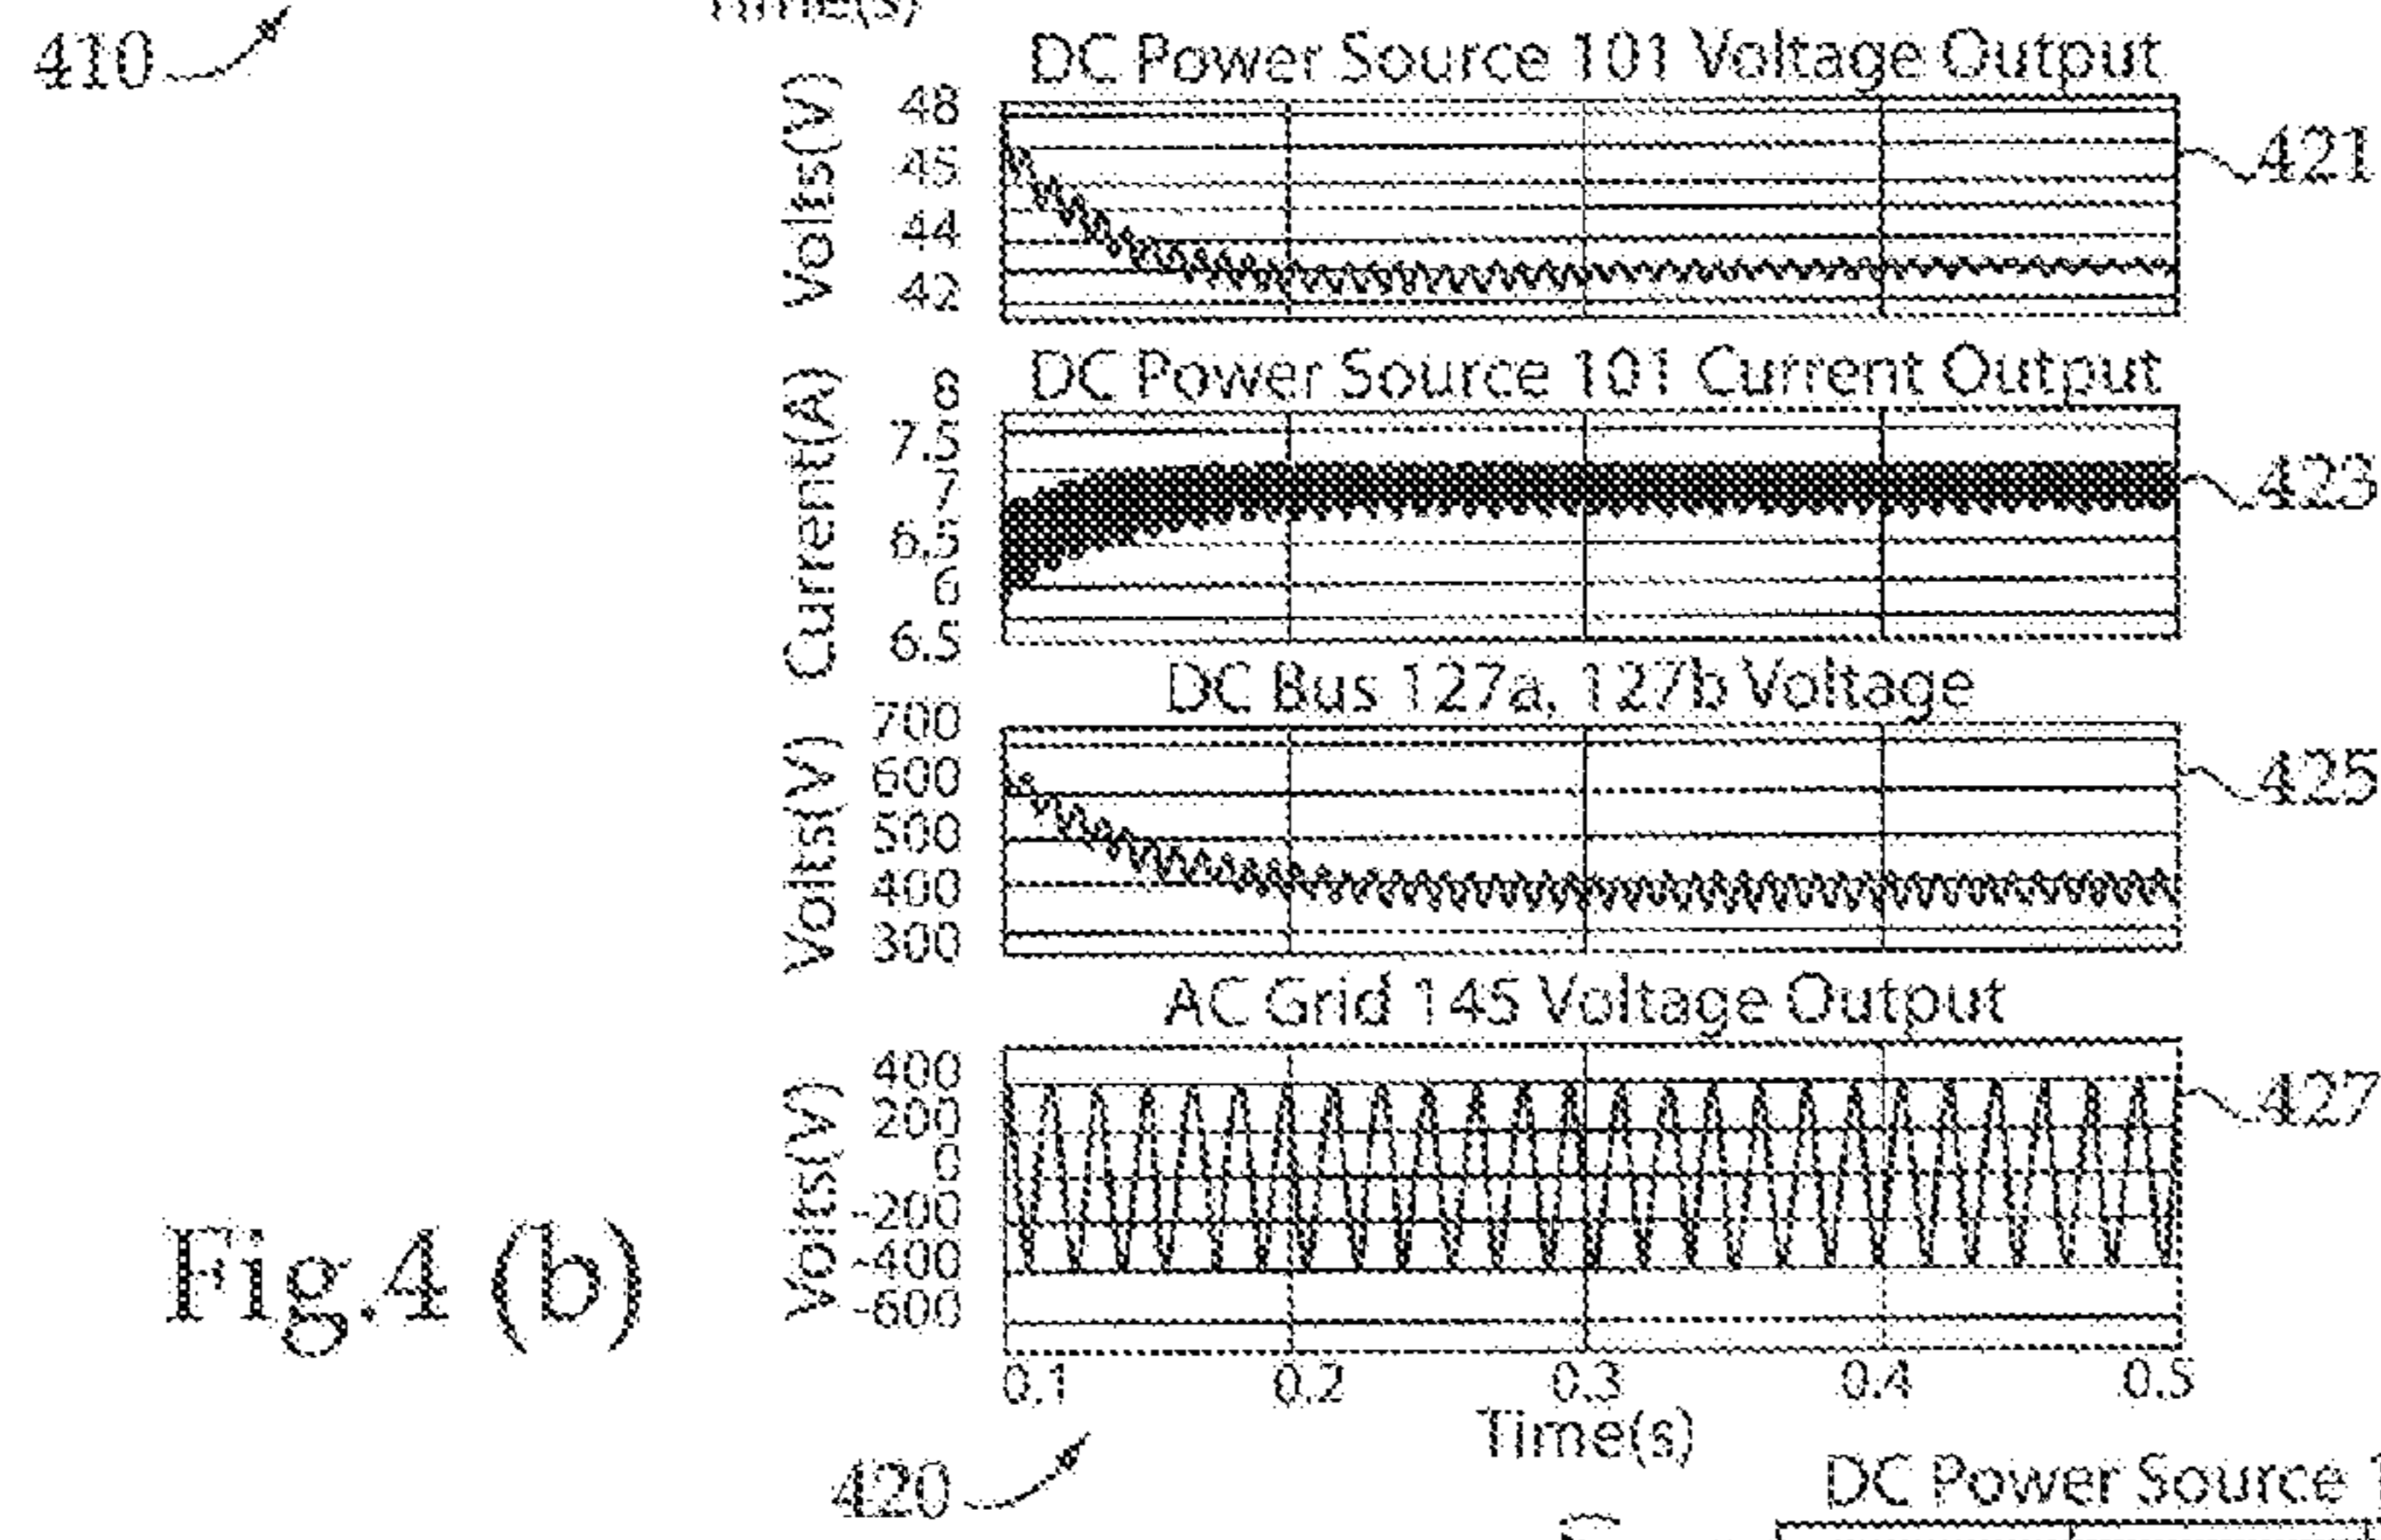 Time(s)
410
DC Power Source 101 Voltage Output
Volts(V)
48
45
44
42
421
DC Power Source 101 Current Output
Current(A)
8
7.5
7
6.5
6
6.5
423
DC Bus 127a, 127b Voltage
Volts(V)
700
600
500
400
300
425
AC Grid 145 Voltage Output
Volts(V)
400
200
0
-200
-400
-600
427
0.1 0.2 0.3 0.4 0.5
Time(s)
Fig.4 (b)
420
DC Power Source